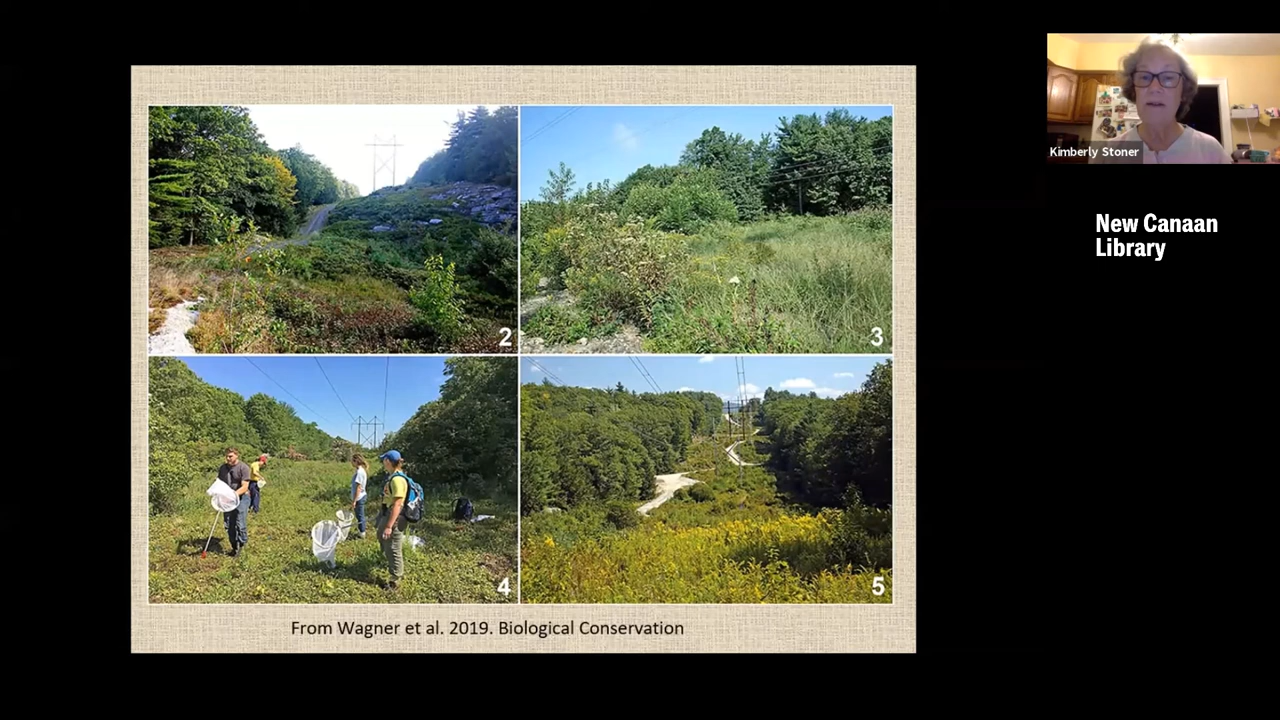 Kimberly Stoner
New Canaan
Library
2
3
4
5
From Wagner et al. 2019. Biological Conservation